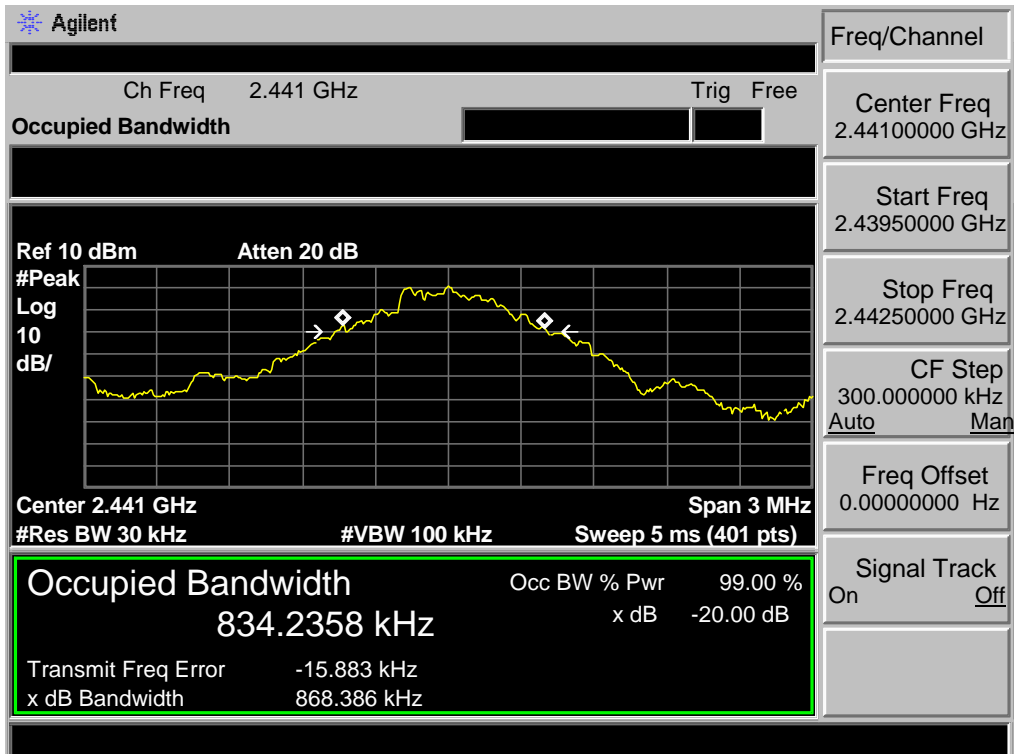 Agilent
Ch Freq 2.441 GHz Trig Free
Occupied Bandwidth
Ref 10 dBm Atten 20 dB
#Peak
Log
10
dB/
Center 2.441 GHz Span 3 MHz
#Res BW 30 kHz #VBW 100 kHz Sweep 5 ms (401 pts)
Occupied Bandwidth
834.2358 kHz
Occ BW % Pwr 99.00 %
x dB -20.00 dB
Transmit Freq Error -15.883 kHz
x dB Bandwidth 868.386 kHz
Freq/Channel
Center Freq
2.44100000 GHz
Start Freq
2.43950000 GHz
Stop Freq
2.44250000 GHz
CF Step
300.000000 kHz
Auto Man
Freq Offset
0.00000000 Hz
Signal Track
On Off